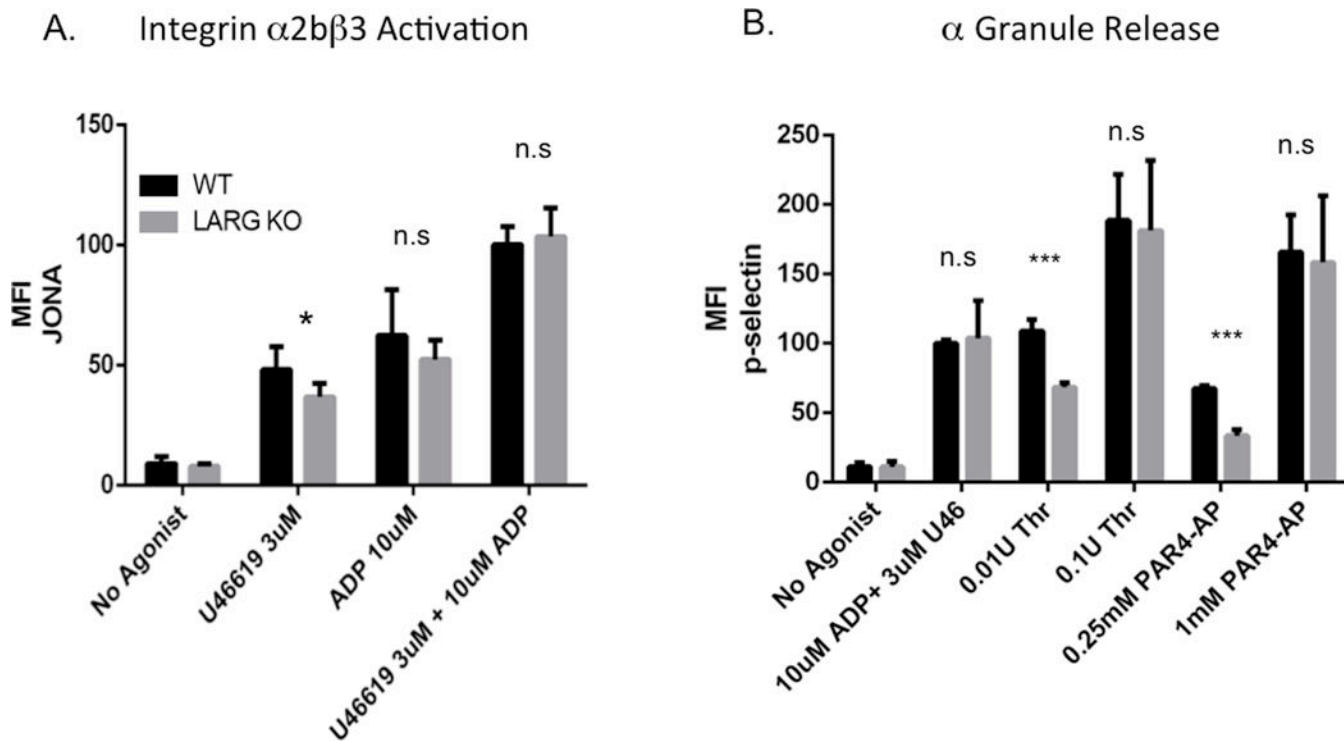 A. Integrin α2bβ3 Activation
150
100
50
0
MFI
JONA
WT
LARG KO
*
n.s
n.s
No Agonist
U46619 3uM
ADP 10uM
U46619 3uM + 10uM ADP
B. α Granule Release
250
200
150
100
50
0
MFI
p-selectin
n.s
***
n.s
***
n.s
No Agonist
10uM ADP+ 3uM U46
0.01U Thr
0.1U Thr
0.25mM PAR4-AP
1mM PAR4-AP